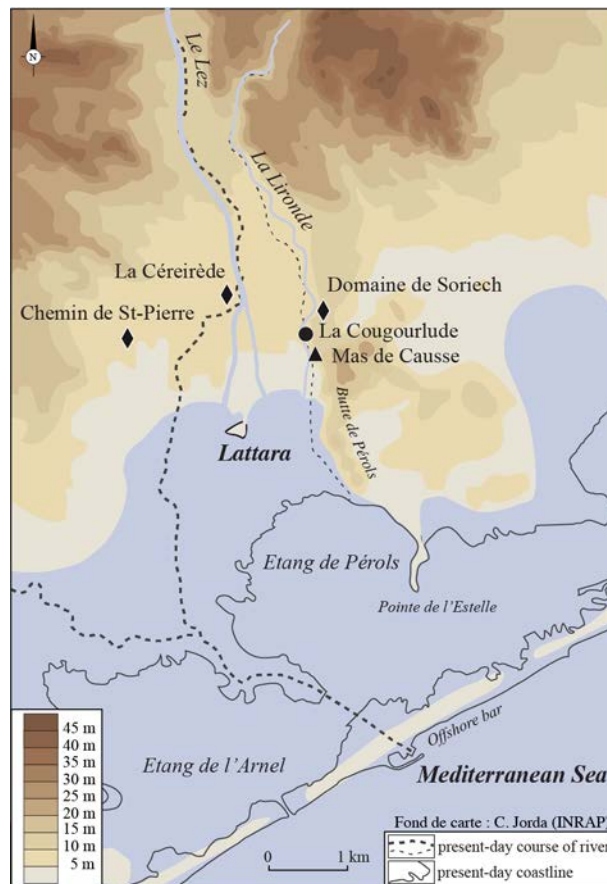 N
Le Lez
La Lironde
La Céreirède
Domaine de Soriech
Chemin de St-Pierre
La Cougourlude
Mas de Causse
Butte de Pérols
Lattara
Etang de Pérols
Pointe de l'Estelle
Offshore bar
Etang de l'Arnel
Mediterranean Sea
45 m
40 m
35 m
30 m
25 m
20 m
15 m
10 m
5 m
0 1 km
Fond de carte : C. Jorda (INRAP)
present-day course of river
present-day coastline